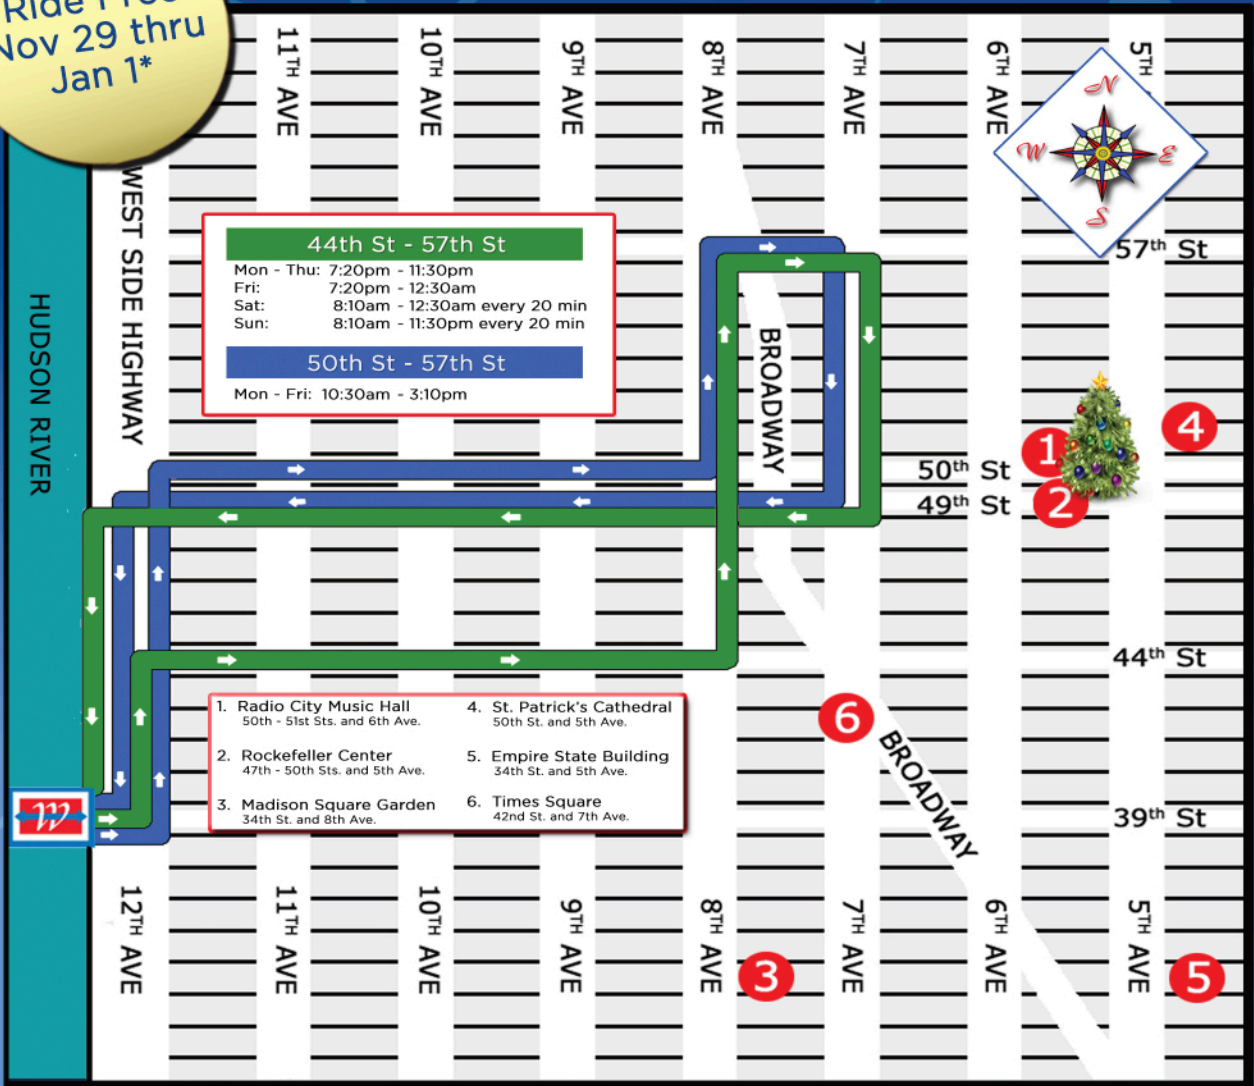 Nov 29 thru
Jan 1*
11TH AVE
10TH AVE
9TH AVE
8TH AVE
7TH AVE
6TH AVE
5TH
N
W
E
S
WEST SIDE HIGHWAY
HUDSON RIVER
44th St - 57th St
Mon - Thu: 7:20pm - 11:30pm
Fri: 7:20pm - 12:30am
Sat: 8:10am - 12:30am every 20 min
Sun: 8:10am - 11:30pm every 20 min
50th St - 57th St
Mon - Fri: 10:30am - 3:10pm
57th St
BROADWAY
4
1
50th St
2
49th St
44th St
1. Radio City Music Hall
50th - 51st Sts. and 6th Ave.
2. Rockefeller Center
47th - 50th Sts. and 5th Ave.
3. Madison Square Garden
34th St. and 8th Ave.
4. St. Patrick's Cathedral
50th St. and 5th Ave.
5. Empire State Building
34th St. and 5th Ave.
6. Times Square
42nd St. and 7th Ave.
6
BROADWAY
W
39th St
12TH AVE
11TH AVE
10TH AVE
9TH AVE
8TH AVE
7TH AVE
6TH AVE
5TH AVE
3
5